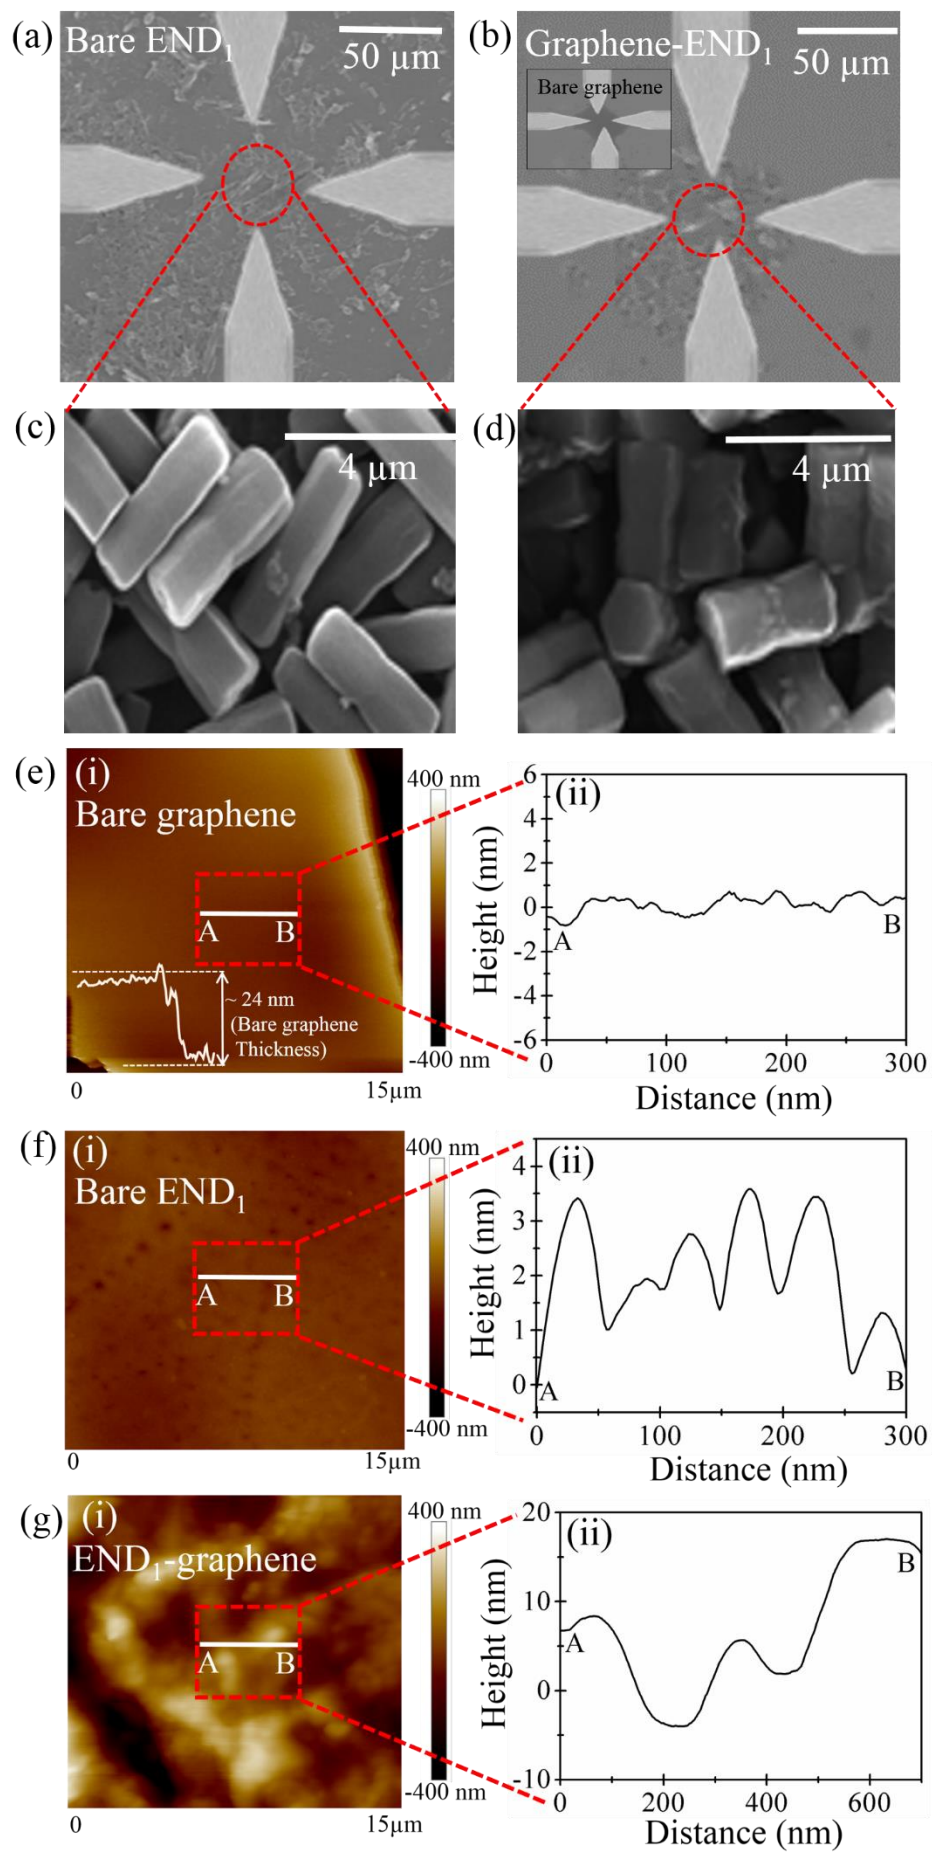 (a)
Bare END1
50 µm
(b)
Graphene-END1
50 µm
Bare graphene
(c)
4 µm
(d)
4 µm
(e)
(i)
Bare graphene
A
B
~ 24 nm
(Bare graphene
Thickness)
0
15µm
400 nm
-400 nm
(ii)
Height (nm)
6
4
2
0
-2
-4
-6
A
B
0
100
200
300
Distance (nm)
(f)
(i)
Bare END1
A
B
0
15µm
400 nm
-400 nm
(ii)
Height (nm)
4
3
2
1
0
A
B
0
100
200
300
Distance (nm)
(g)
(i)
END1-graphene
A
B
0
15µm
400 nm
-400 nm
(ii)
Height (nm)
20
10
0
-10
A
B
0
200
400
600
Distance (nm)